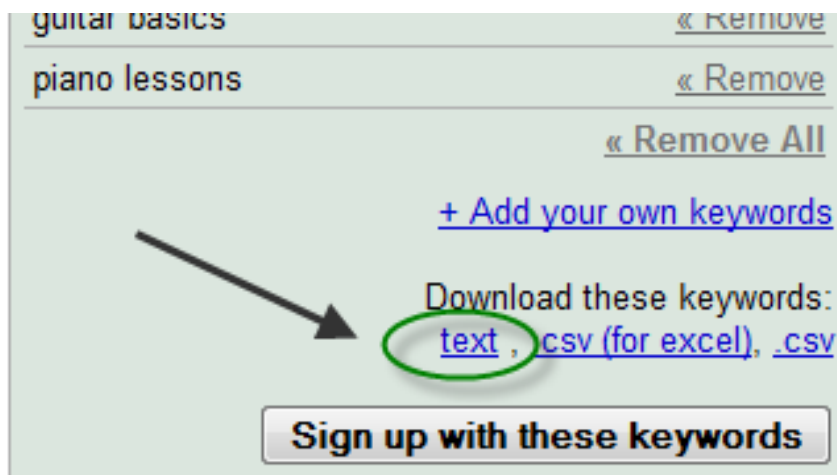 guitar basics « Remove
piano lessons « Remove
« Remove All
+ Add your own keywords
Download these keywords:
text , .csv (for excel), .csv
Sign up with these keywords